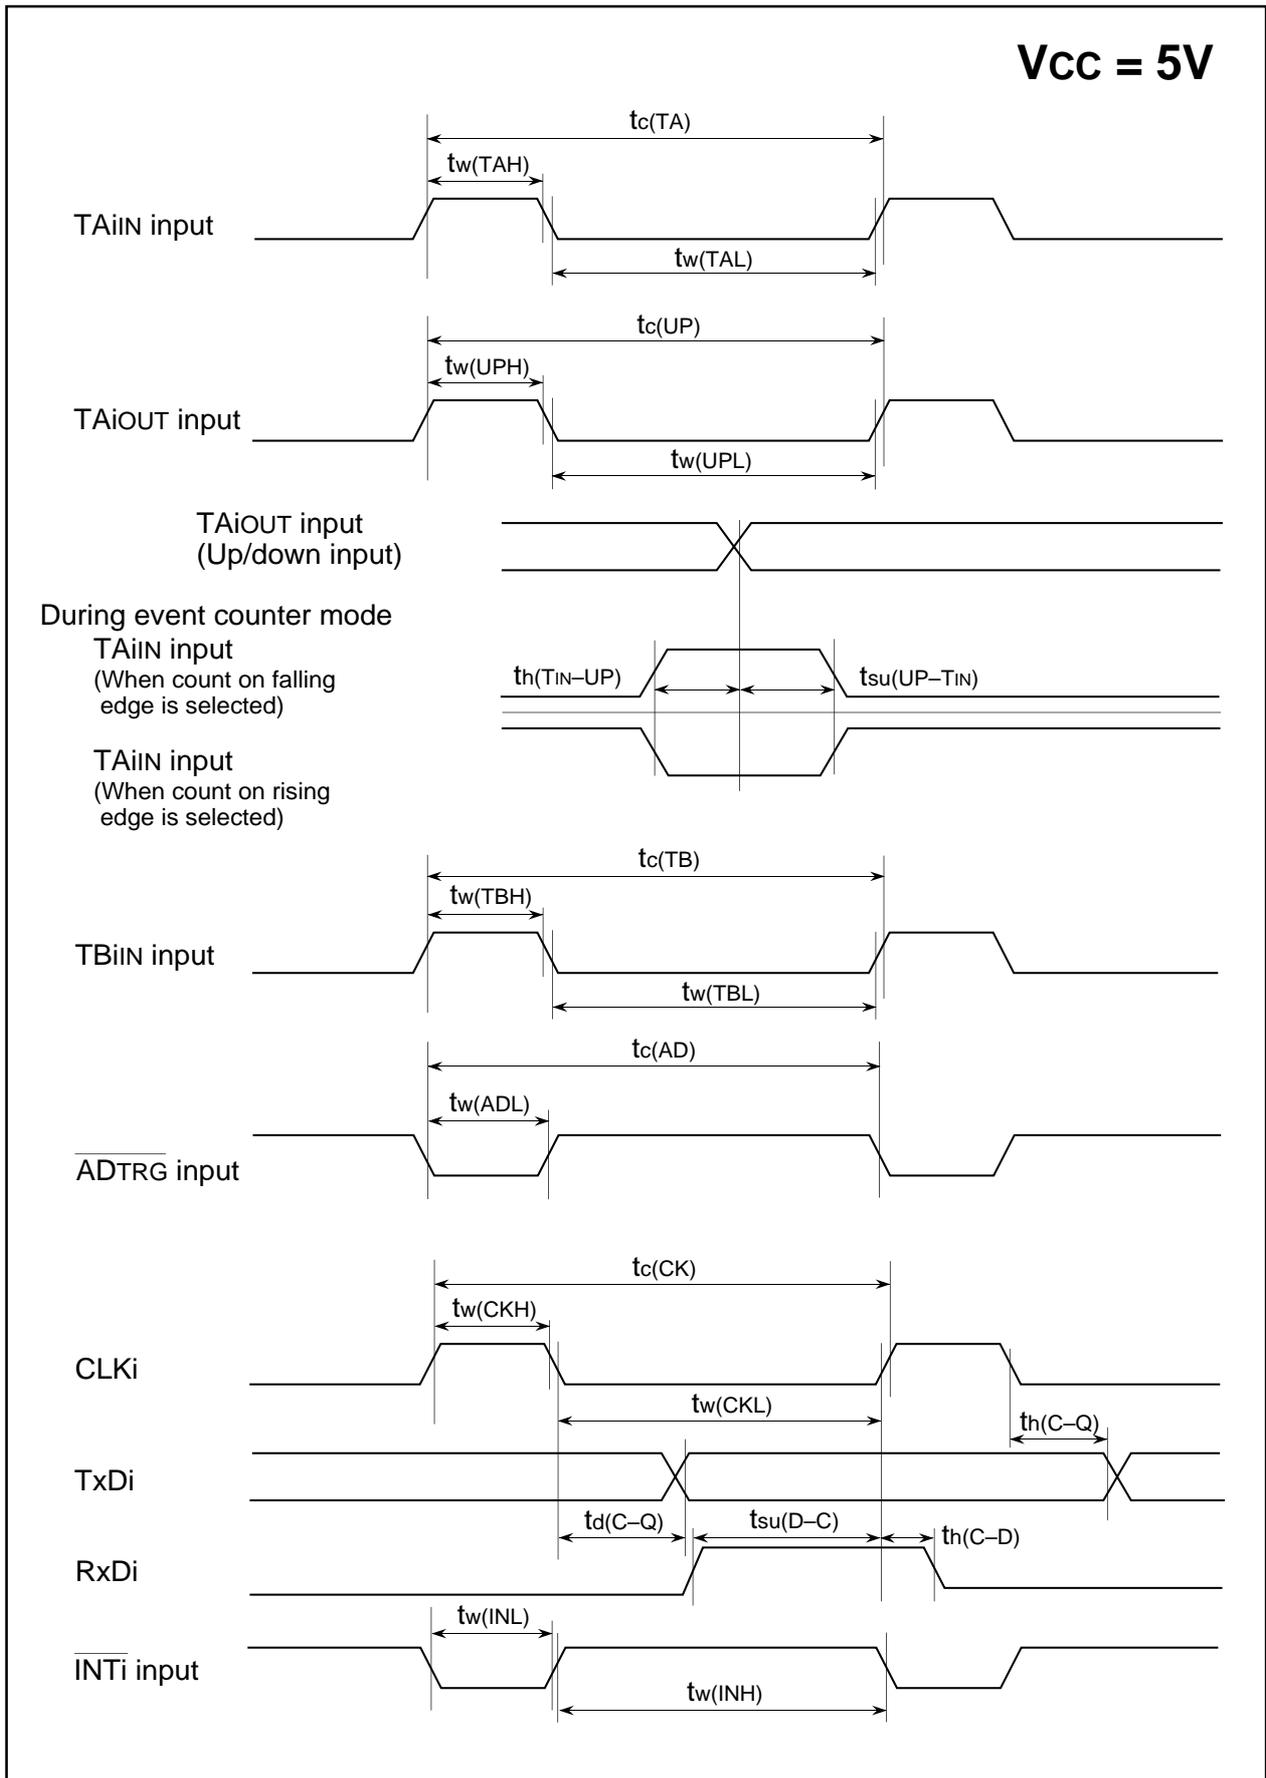 VCC = 5V
tc(TA)
tw(TAH)
TAiIN input
tw(TAL)
tc(UP)
tw(UPH)
TAiOUT input
tw(UPL)
TAiOUT input
(Up/down input)
During event counter mode
TAiIN input
(When count on falling
edge is selected)
th(TIN–UP)
tsu(UP–TIN)
TAiIN input
(When count on rising
edge is selected)
tc(TB)
tw(TBH)
TBiIN input
tw(TBL)
tc(AD)
tw(ADL)
ADTRG input
tc(CK)
tw(CKH)
CLKi
tw(CKL)
th(C–Q)
TxDi
td(C–Q)
tsu(D–C)
th(C–D)
RxDi
tw(INL)
INTi input
tw(INH)